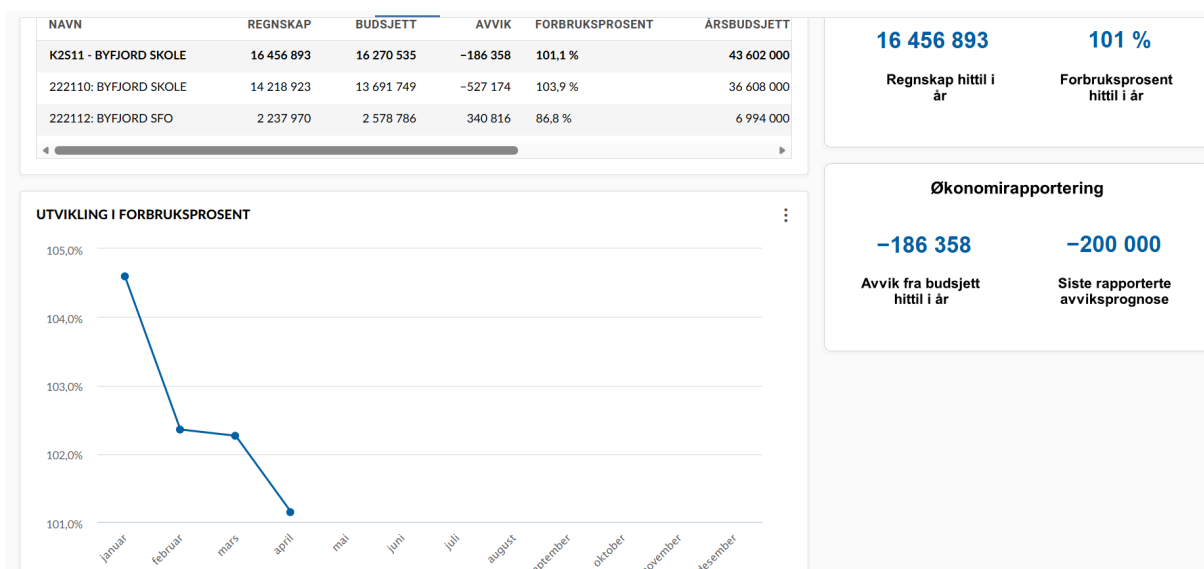 NAVN REGNSKAP BUDSJETT AVVIK FORBRUKSPROSENT ÅRSBUDSJETT
K2S11 - BYFJORD SKOLE 16 456 893 16 270 535 −186 358 101,1 % 43 602 000
222110: BYFJORD SKOLE 14 218 923 13 691 749 −527 174 103,9 % 36 608 000
222112: BYFJORD SFO 2 237 970 2 578 786 340 816 86,8 % 6 994 000
16 456 893
Regnskap hittil i
år
101 %
Forbruksprosent
hittil i år
UTVIKLING I FORBRUKSPROSENT
105,0%
104,0%
103,0%
102,0%
101,0%
januar februar mars april mai juni juli august eptember oktober ovember desember
Økonomirapportering
−186 358
Avvik fra budsjett
hittil i år
−200 000
Siste rapporterte
avviksprognose